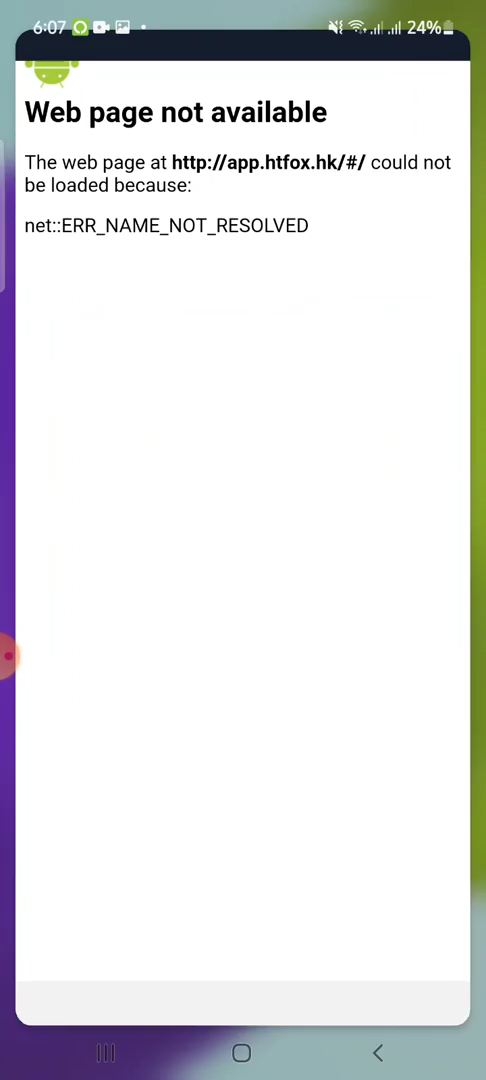 6:07
24%
Web page not available
The web page at http://app.htfox.hk/#/ could not
be loaded because:
net::ERR_NAME_NOT_RESOLVED